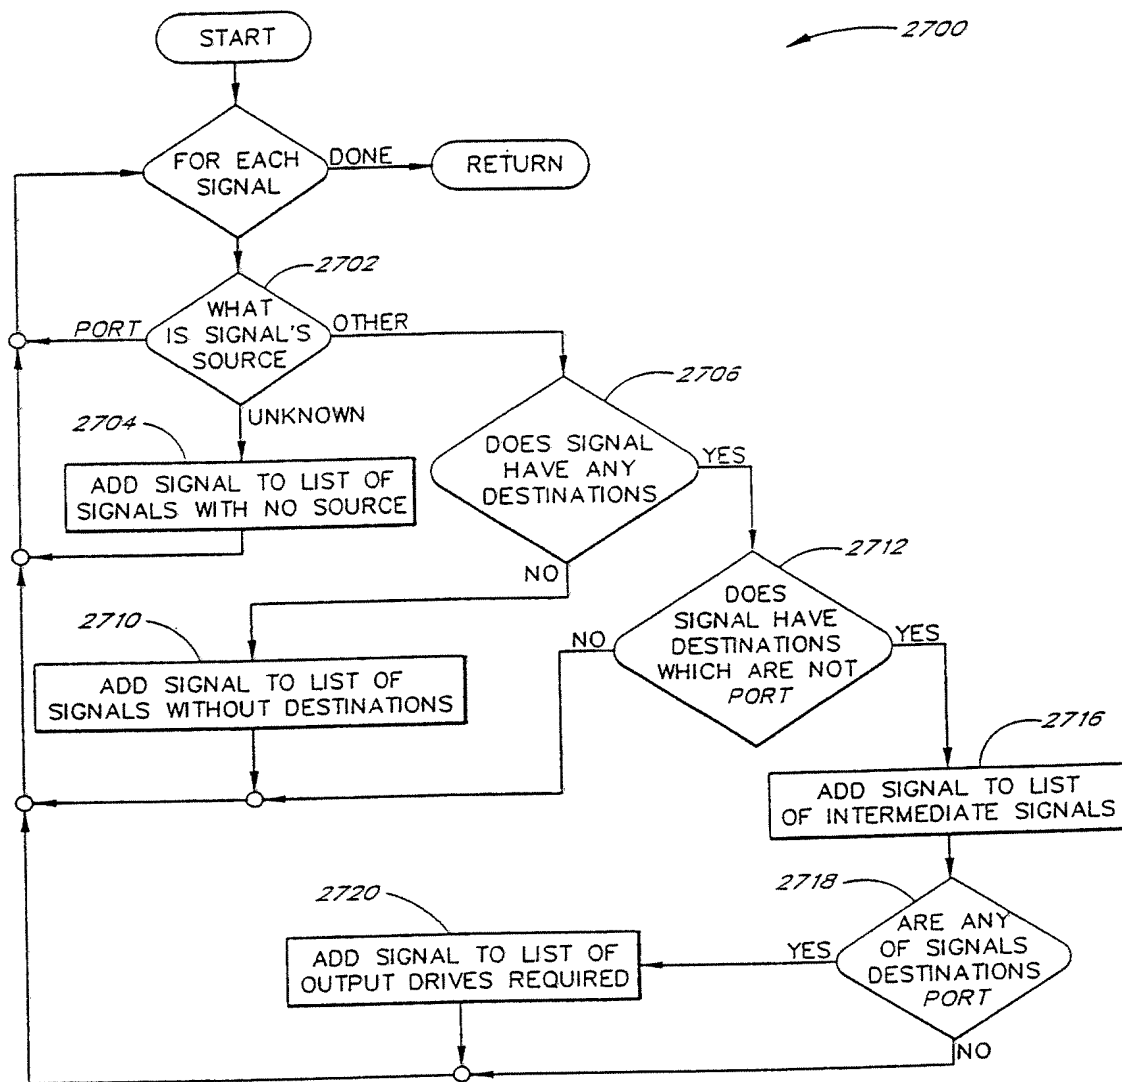 START
2700
FOR EACH
SIGNAL
DONE
RETURN
2702
WHAT
IS SIGNAL'S
SOURCE
PORT
OTHER
UNKNOWN
2704
ADD SIGNAL TO LIST OF
SIGNALS WITH NO SOURCE
2706
DOES SIGNAL
HAVE ANY
DESTINATIONS
YES
NO
2710
ADD SIGNAL TO LIST OF
SIGNALS WITHOUT DESTINATIONS
2712
DOES
SIGNAL HAVE
DESTINATIONS
WHICH ARE NOT
PORT
NO
YES
2716
ADD SIGNAL TO LIST
OF INTERMEDIATE SIGNALS
2718
ARE ANY
OF SIGNALS
DESTINATIONS
PORT
YES
NO
2720
ADD SIGNAL TO LIST OF
OUTPUT DRIVES REQUIRED